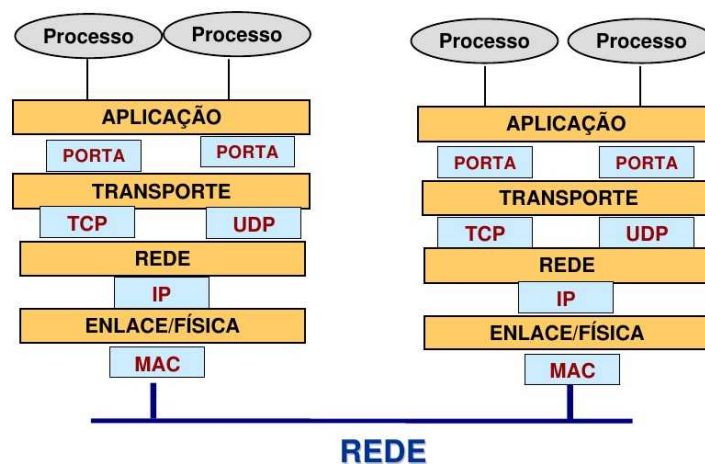 Processo Processo
APLICAÇÃO
PORTA PORTA
TRANSPORTE
TCP UDP
REDE
IP
ENLACE/FÍSICA
MAC
Processo Processo
APLICAÇÃO
PORTA PORTA
TRANSPORTE
TCP UDP
REDE
IP
ENLACE/FÍSICA
MAC
REDE